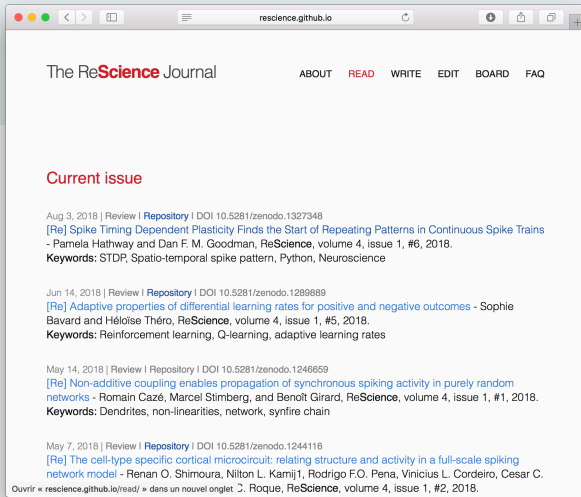 rescience.github.io
The ReScience Journal
ABOUT READ WRITE EDIT BOARD FAQ
Current issue
Aug 3, 2018 | Review | Repository | DOI 10.5281/zenodo.1327348
[Re] Spike Timing Dependent Plasticity Finds the Start of Repeating Patterns in Continuous Spike Trains
- Pamela Hathway and Dan F. M. Goodman, ReScience, volume 4, issue 1, #6, 2018.
Keywords: STDP, Spatio-temporal spike pattern, Python, Neuroscience
Jun 14, 2018 | Review | Repository | DOI 10.5281/zenodo.1289889
[Re] Adaptive properties of differential learning rates for positive and negative outcomes - Sophie
Bavard and Héloïse Théro, ReScience, volume 4, issue 1, #5, 2018.
Keywords: Reinforcement learning, Q-learning, adaptive learning rates
May 14, 2018 | Review | Repository | DOI 10.5281/zenodo.1246659
[Re] Non-additive coupling enables propagation of synchronous spiking activity in purely random
networks - Romain Cazé, Marcel Stimberg, and Benoît Girard, ReScience, volume 4, issue 1, #1, 2018.
Keywords: Dendrites, non-linearities, network, synfire chain
May 7, 2018 | Review | Repository | DOI 10.5281/zenodo.1244116
[Re] The cell-type specific cortical microcircuit: relating structure and activity in a full-scale spiking
network model - Renan O. Shimoura, Nilton L. Kamij1, Rodrigo F.O. Pena, Vinicius L. Cordeiro, Cesar C.
Ouvrir « rescience.github.io/read/ » dans un nouvel onglet C. Roque, ReScience, volume 4, issue 1, #2, 2018.